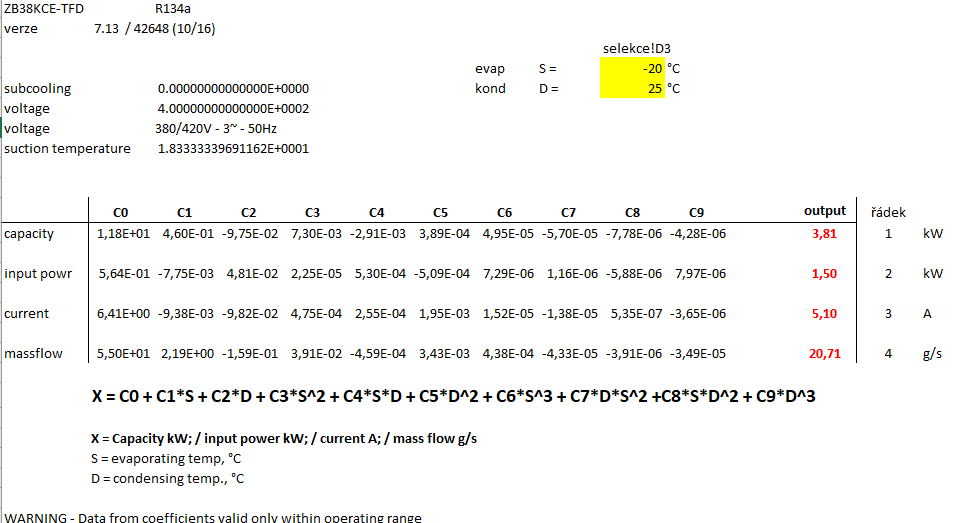 ZB38KCE-TFD R134a
verze 7.13 / 42648 (10/16)
selekce!D3
evap S = -20 °C
kond D = 25 °C
subcooling 0.00000000000000E+0000
voltage 4.00000000000000E+0002
voltage 380/420V - 3~ - 50Hz
suction temperature 1.83333339691162E+0001
C0 C1 C2 C3 C4 C5 C6 C7 C8 C9 output řádek
capacity 1,18E+01 4,60E-01 -9,75E-02 7,30E-03 -2,91E-03 3,89E-04 4,95E-05 -5,70E-05 -7,78E-06 -4,28E-06 3,81 1 kW
input powr 5,64E-01 -7,75E-03 4,81E-02 2,25E-05 5,30E-04 -5,09E-04 7,29E-06 1,16E-06 -5,88E-06 7,97E-06 1,50 2 kW
current 6,41E+00 -9,38E-03 -9,82E-02 4,75E-04 2,55E-04 1,95E-03 1,52E-05 -1,38E-05 5,35E-07 -3,65E-06 5,10 3 A
massflow 5,50E+01 2,19E+00 -1,59E-01 3,91E-02 -4,59E-04 3,43E-03 4,38E-04 -4,33E-05 -3,91E-06 -3,49E-05 20,71 4 g/s
X = C0 + C1*S + C2*D + C3*S^2 + C4*S*D + C5*D^2 + C6*S^3 + C7*D*S^2 +C8*S*D^2 + C9*D^3
X = Capacity kW; / input power kW; / current A; / mass flow g/s
S = evaporating temp, °C
D = condensing temp., °C
WARNING - Data from coefficients valid only within operating range